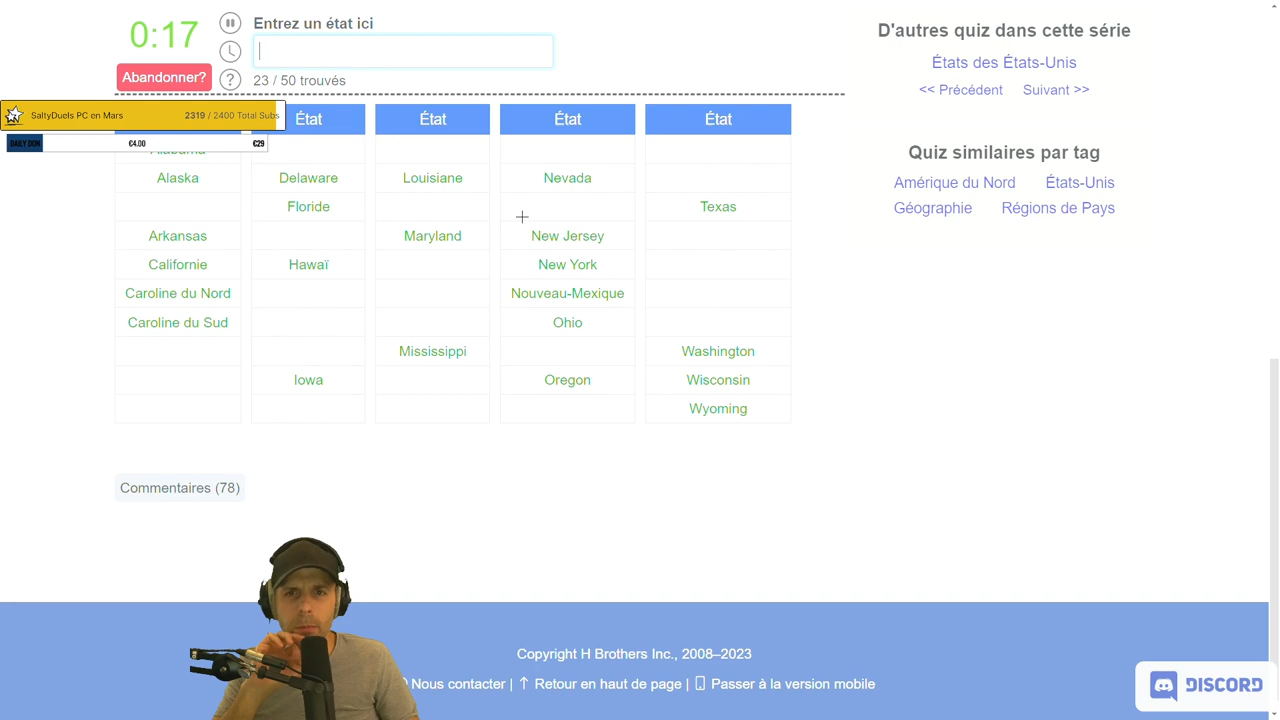 0:17
Entrez un état ici
Abandonner?
?
23 / 50 trouvés
SaltyDuels PC en Mars 2319 / 2400 Total Subs
DAILY DON €4.00 €29
État État État État
Alabama
Alaska Delaware Louisiane Nevada
Floride Texas
Arkansas Maryland New Jersey
Californie Hawaï New York
Caroline du Nord Nouveau-Mexique
Caroline du Sud Ohio
Mississippi Washington
Iowa Oregon Wisconsin
Wyoming
Commentaires (78)
D'autres quiz dans cette série
États des États-Unis
<< Précédent Suivant >>
Quiz similaires par tag
Amérique du Nord États-Unis
Géographie Régions de Pays
Copyright H Brothers Inc., 2008–2023
Nous contacter | ↑ Retour en haut de page | Passer à la version mobile
DISCORD